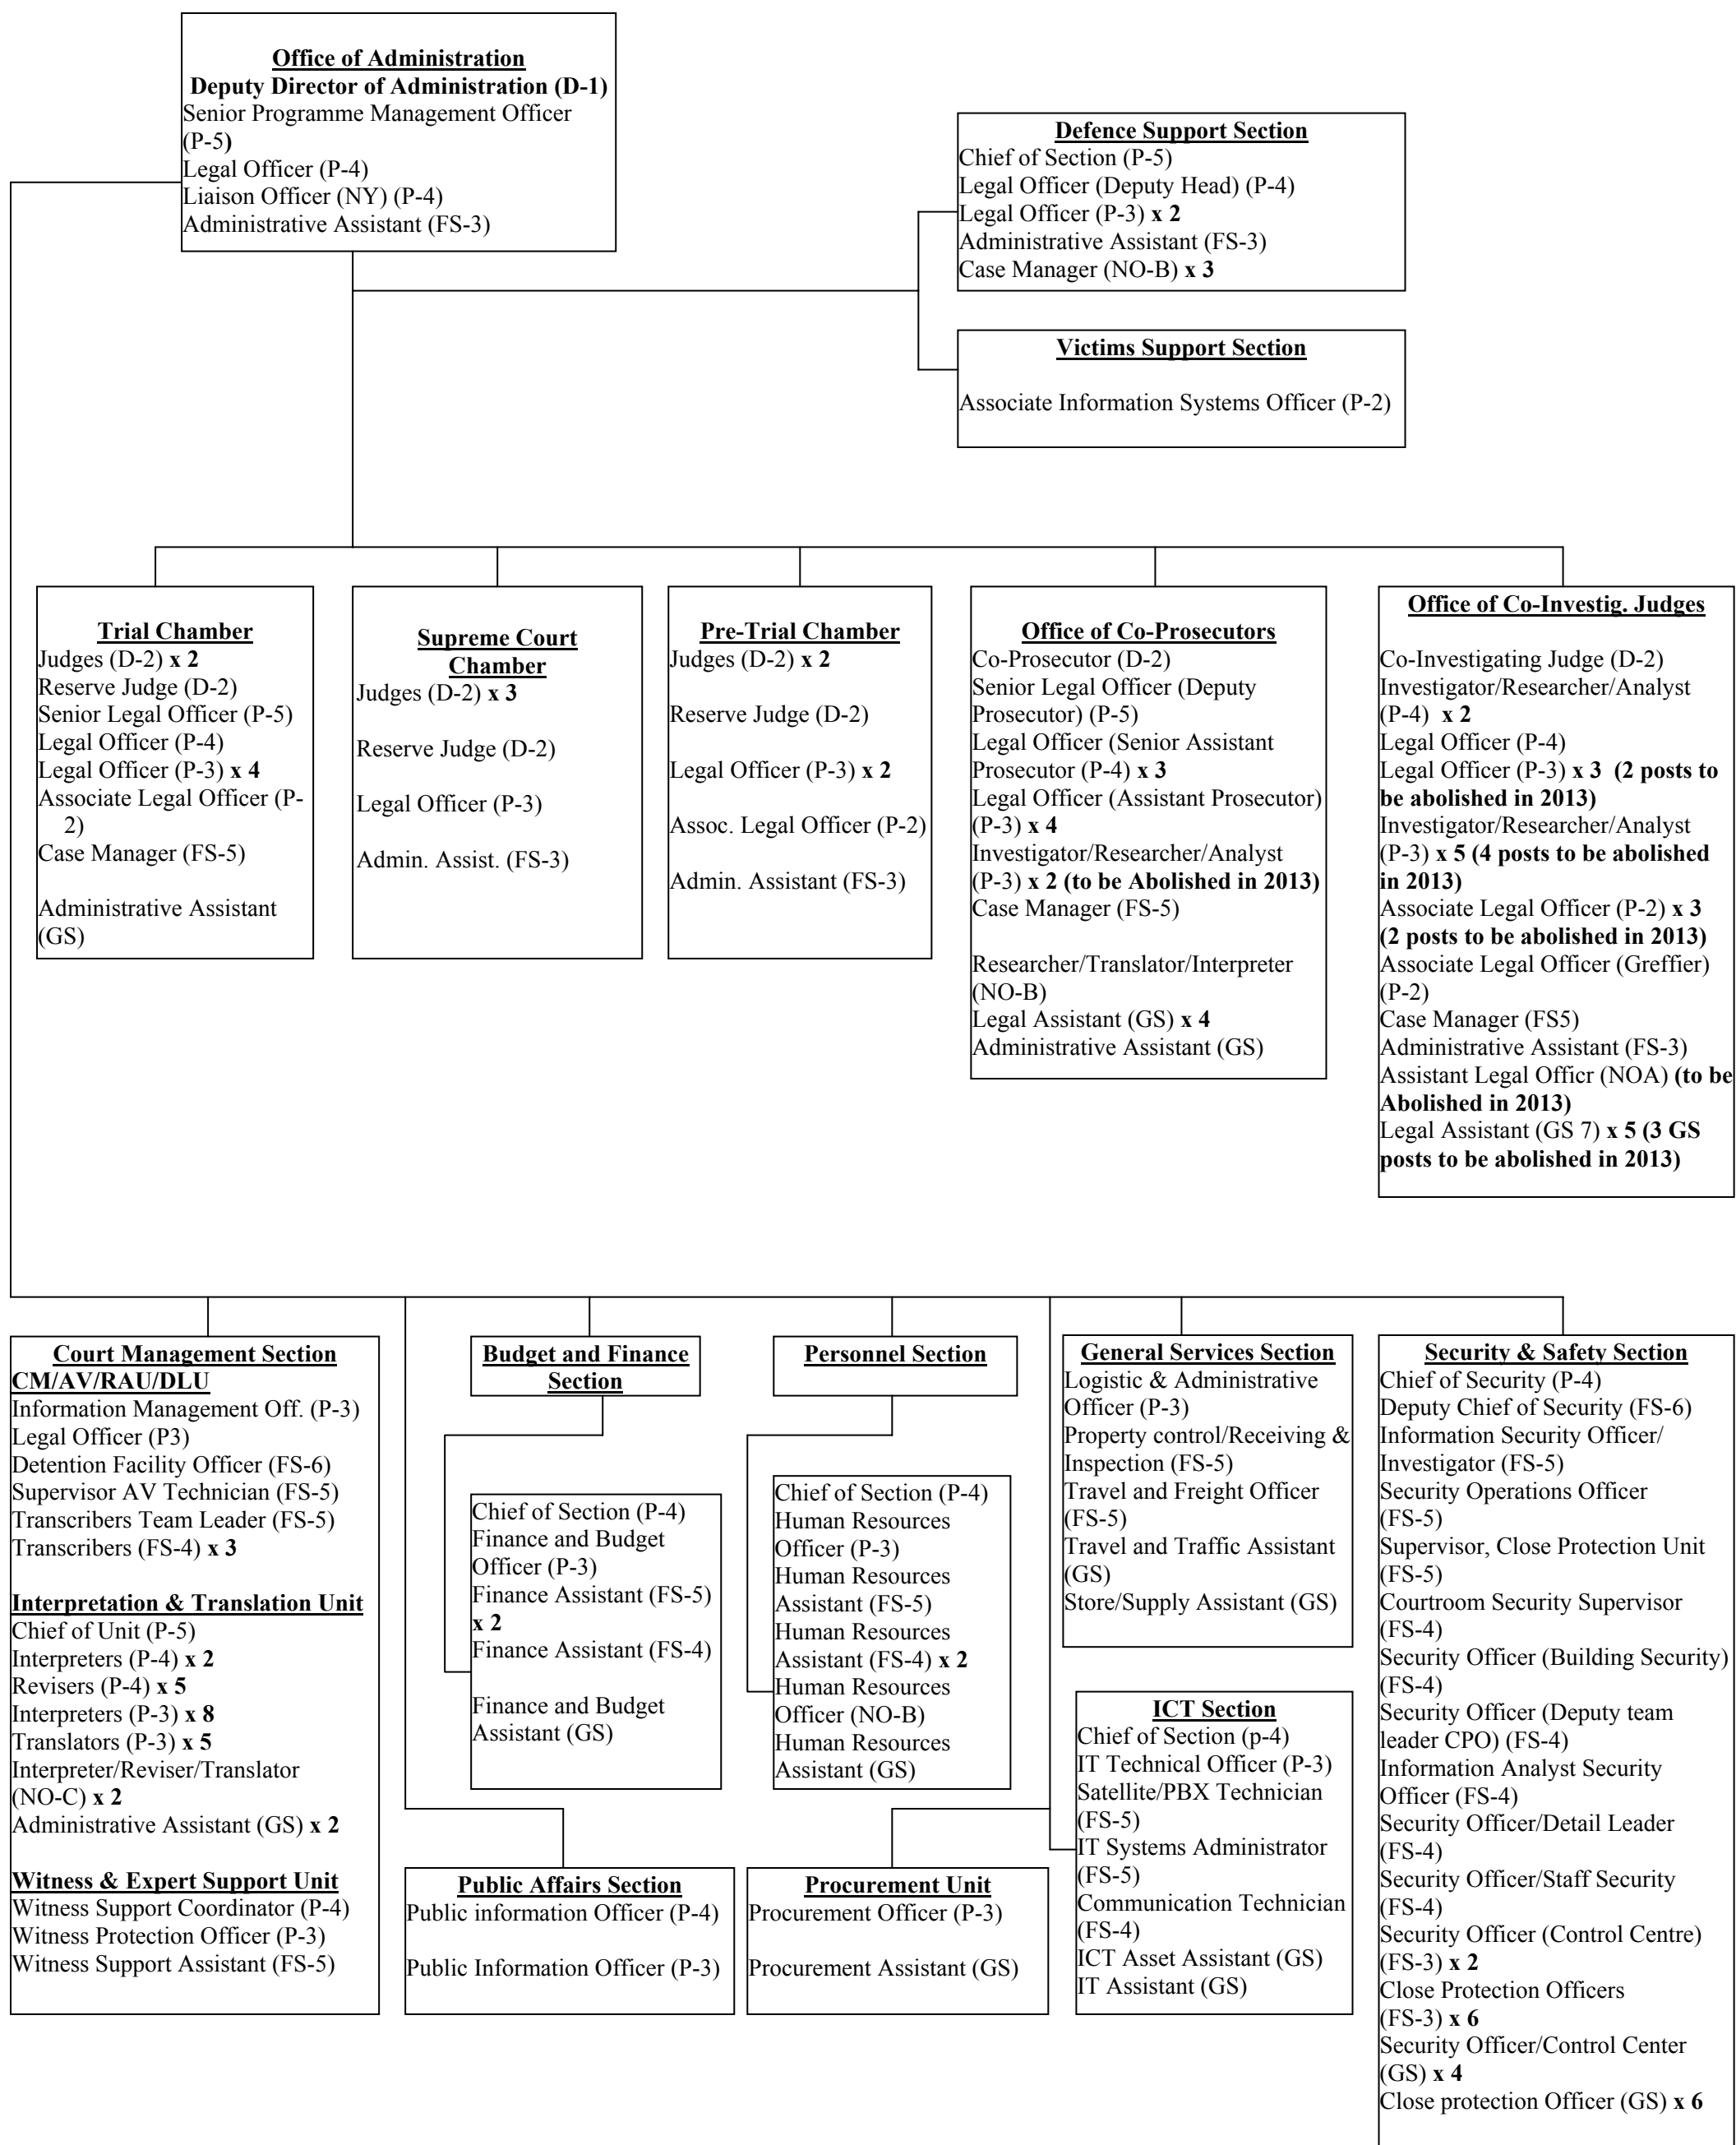 Office of Administration
Deputy Director of Administration (D-1)
Senior Programme Management Officer
(P-5)
Legal Officer (P-4)
Liaison Officer (NY) (P-4)
Administrative Assistant (FS-3)
Defence Support Section
Chief of Section (P-5)
Legal Officer (Deputy Head) (P-4)
Legal Officer (P-3) x 2
Administrative Assistant (FS-3)
Case Manager (NO-B) x 3
Victims Support Section
Associate Information Systems Officer (P-2)
Trial Chamber
Judges (D-2) x 2
Reserve Judge (D-2)
Senior Legal Officer (P-5)
Legal Officer (P-4)
Legal Officer (P-3) x 4
Associate Legal Officer (P-
2)
Case Manager (FS-5)
Administrative Assistant
(GS)
Supreme Court
Chamber
Judges (D-2) x 3
Reserve Judge (D-2)
Legal Officer (P-3)
Admin. Assist. (FS-3)
Pre-Trial Chamber
Judges (D-2) x 2
Reserve Judge (D-2)
Legal Officer (P-3) x 2
Assoc. Legal Officer (P-2)
Admin. Assistant (FS-3)
Office of Co-Prosecutors
Co-Prosecutor (D-2)
Senior Legal Officer (Deputy
Prosecutor) (P-5)
Legal Officer (Senior Assistant
Prosecutor (P-4) x 3
Legal Officer (Assistant Prosecutor)
(P-3) x 4
Investigator/Researcher/Analyst
(P-3) x 2 (to be Abolished in 2013)
Case Manager (FS-5)
Researcher/Translator/Interpreter
(NO-B)
Legal Assistant (GS) x 4
Administrative Assistant (GS)
Office of Co-Investig. Judges
Co-Investigating Judge (D-2)
Investigator/Researcher/Analyst
(P-4) x 2
Legal Officer (P-4)
Legal Officer (P-3) x 3 (2 posts to
be abolished in 2013)
Investigator/Researcher/Analyst
(P-3) x 5 (4 posts to be abolished
in 2013)
Associate Legal Officer (P-2) x 3
(2 posts to be abolished in 2013)
Associate Legal Officer (Greffier)
(P-2)
Case Manager (FS5)
Administrative Assistant (FS-3)
Assistant Legal Officr (NOA) (to be
Abolished in 2013)
Legal Assistant (GS 7) x 5 (3 GS
posts to be abolished in 2013)
Court Management Section
CM/AV/RAU/DLU
Information Management Off. (P-3)
Legal Officer (P3)
Detention Facility Officer (FS-6)
Supervisor AV Technician (FS-5)
Transcribers Team Leader (FS-5)
Transcribers (FS-4) x 3
Interpretation & Translation Unit
Chief of Unit (P-5)
Interpreters (P-4) x 2
Revisers (P-4) x 5
Interpreters (P-3) x 8
Translators (P-3) x 5
Interpreter/Reviser/Translator
(NO-C) x 2
Administrative Assistant (GS) x 2
Witness & Expert Support Unit
Witness Support Coordinator (P-4)
Witness Protection Officer (P-3)
Witness Support Assistant (FS-5)
Budget and Finance
Section
Chief of Section (P-4)
Finance and Budget
Officer (P-3)
Finance Assistant (FS-5)
x 2
Finance Assistant (FS-4)
Finance and Budget
Assistant (GS)
Public Affairs Section
Public information Officer (P-4)
Public Information Officer (P-3)
Personnel Section
Chief of Section (P-4)
Human Resources
Officer (P-3)
Human Resources
Assistant (FS-5)
Human Resources
Assistant (FS-4) x 2
Human Resources
Officer (NO-B)
Human Resources
Assistant (GS)
Procurement Unit
Procurement Officer (P-3)
Procurement Assistant (GS)
General Services Section
Logistic & Administrative
Officer (P-3)
Property control/Receiving &
Inspection (FS-5)
Travel and Freight Officer
(FS-5)
Travel and Traffic Assistant
(GS)
Store/Supply Assistant (GS)
ICT Section
Chief of Section (p-4)
IT Technical Officer (P-3)
Satellite/PBX Technician
(FS-5)
IT Systems Administrator
(FS-5)
Communication Technician
(FS-4)
ICT Asset Assistant (GS)
IT Assistant (GS)
Security & Safety Section
Chief of Security (P-4)
Deputy Chief of Security (FS-6)
Information Security Officer/
Investigator (FS-5)
Security Operations Officer
(FS-5)
Supervisor, Close Protection Unit
(FS-5)
Courtroom Security Supervisor
(FS-4)
Security Officer (Building Security)
(FS-4)
Security Officer (Deputy team
leader CPO) (FS-4)
Information Analyst Security
Officer (FS-4)
Security Officer/Detail Leader
(FS-4)
Security Officer/Staff Security
(FS-4)
Security Officer (Control Centre)
(FS-3) x 2
Close Protection Officers
(FS-3) x 6
Security Officer/Control Center
(GS) x 4
Close protection Officer (GS) x 6